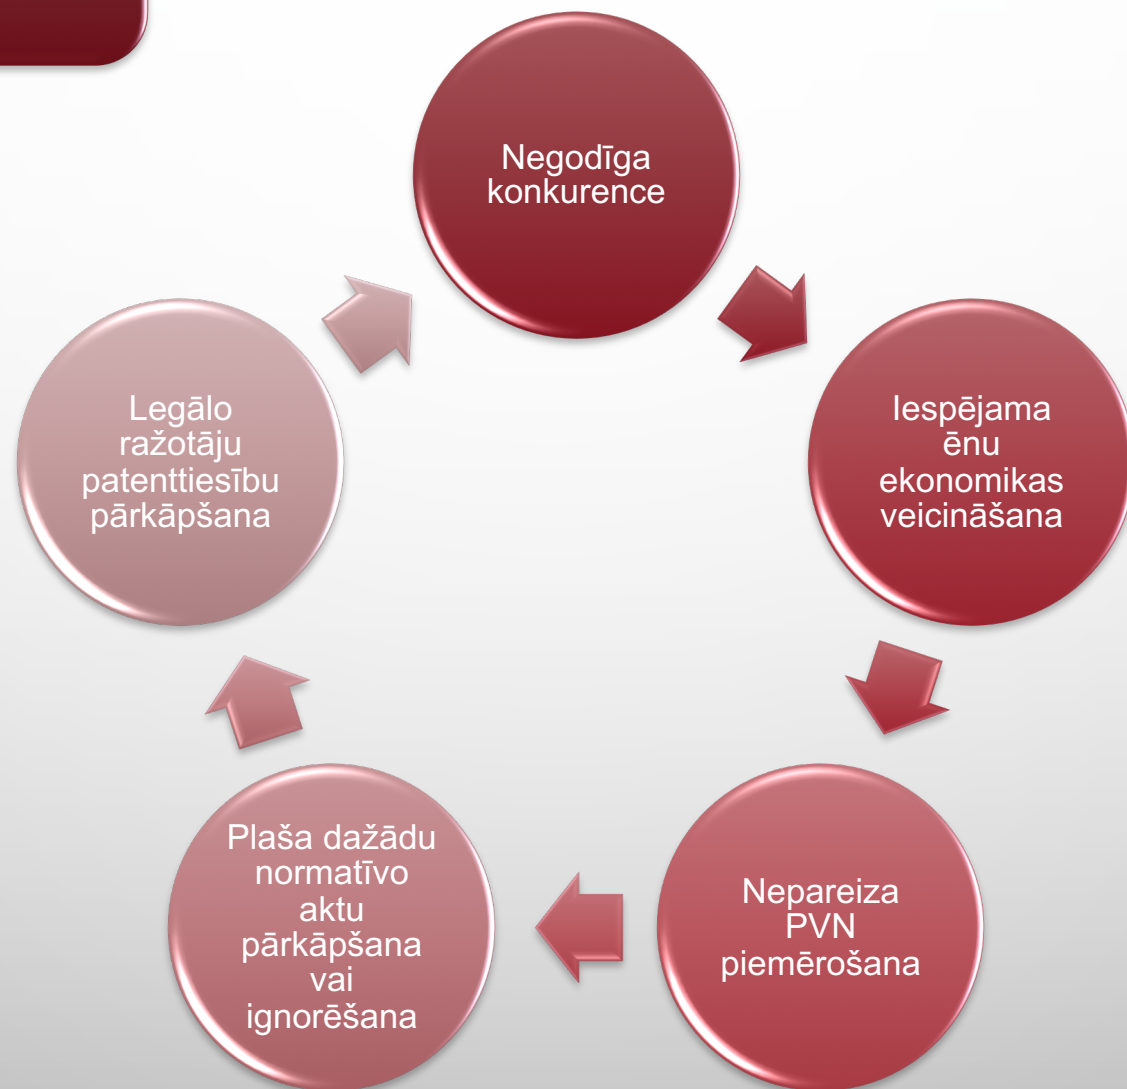 Negodīga
konkurence
Iespējama
ēnu
ekonomikas
veicināšana
Nepareiza
PVN
piemērošana
Plaša dažādu
normatīvo
aktu
pārkāpšana
vai
ignorēšana
Legālo
ražotāju
patenttiesību
pārkāpšana